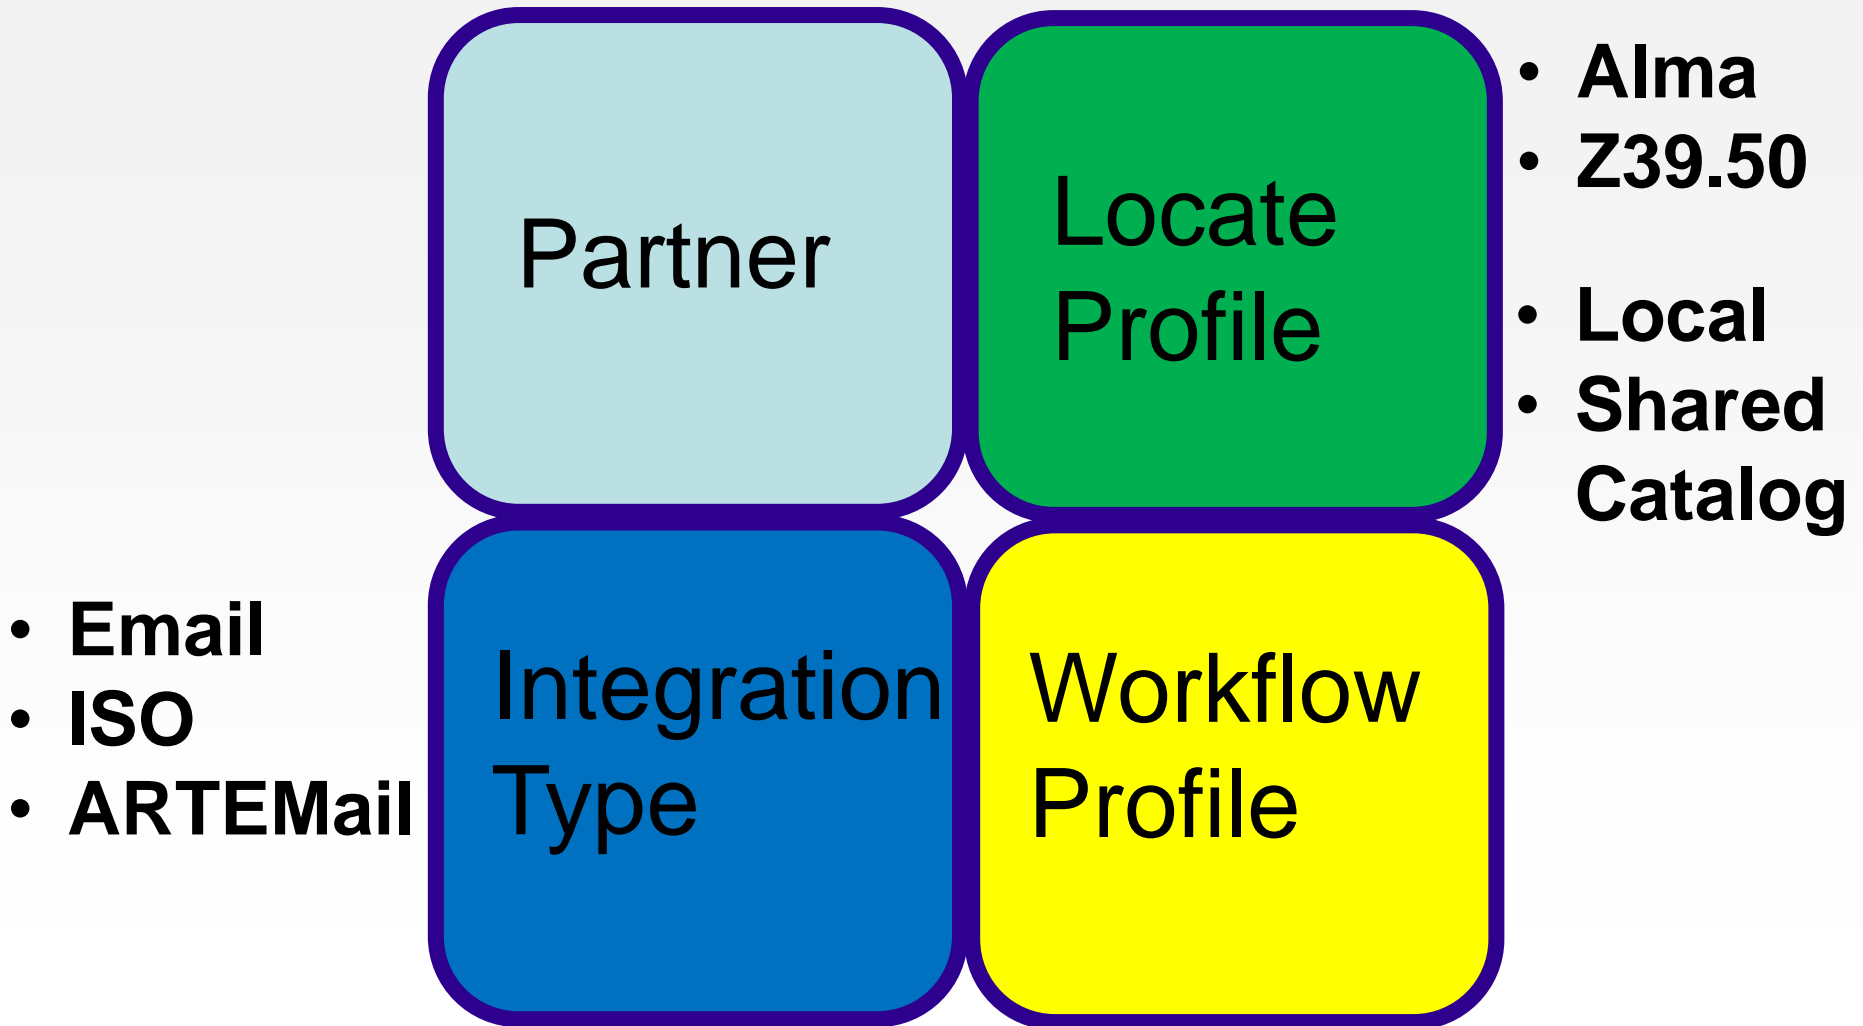 Partner
Locate
Profile
• Alma
• Z39.50
• Local
• Shared
Catalog
• Email
• ISO
• ARTEMail
Integration
Type
Workflow
Profile